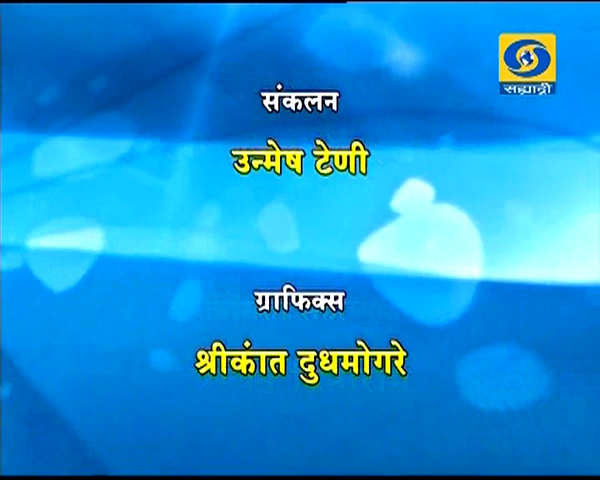 सह्याद्री
संकलन
उन्मेष टेणी
ग्राफिक्स
श्रीकांत दुधमोगरे